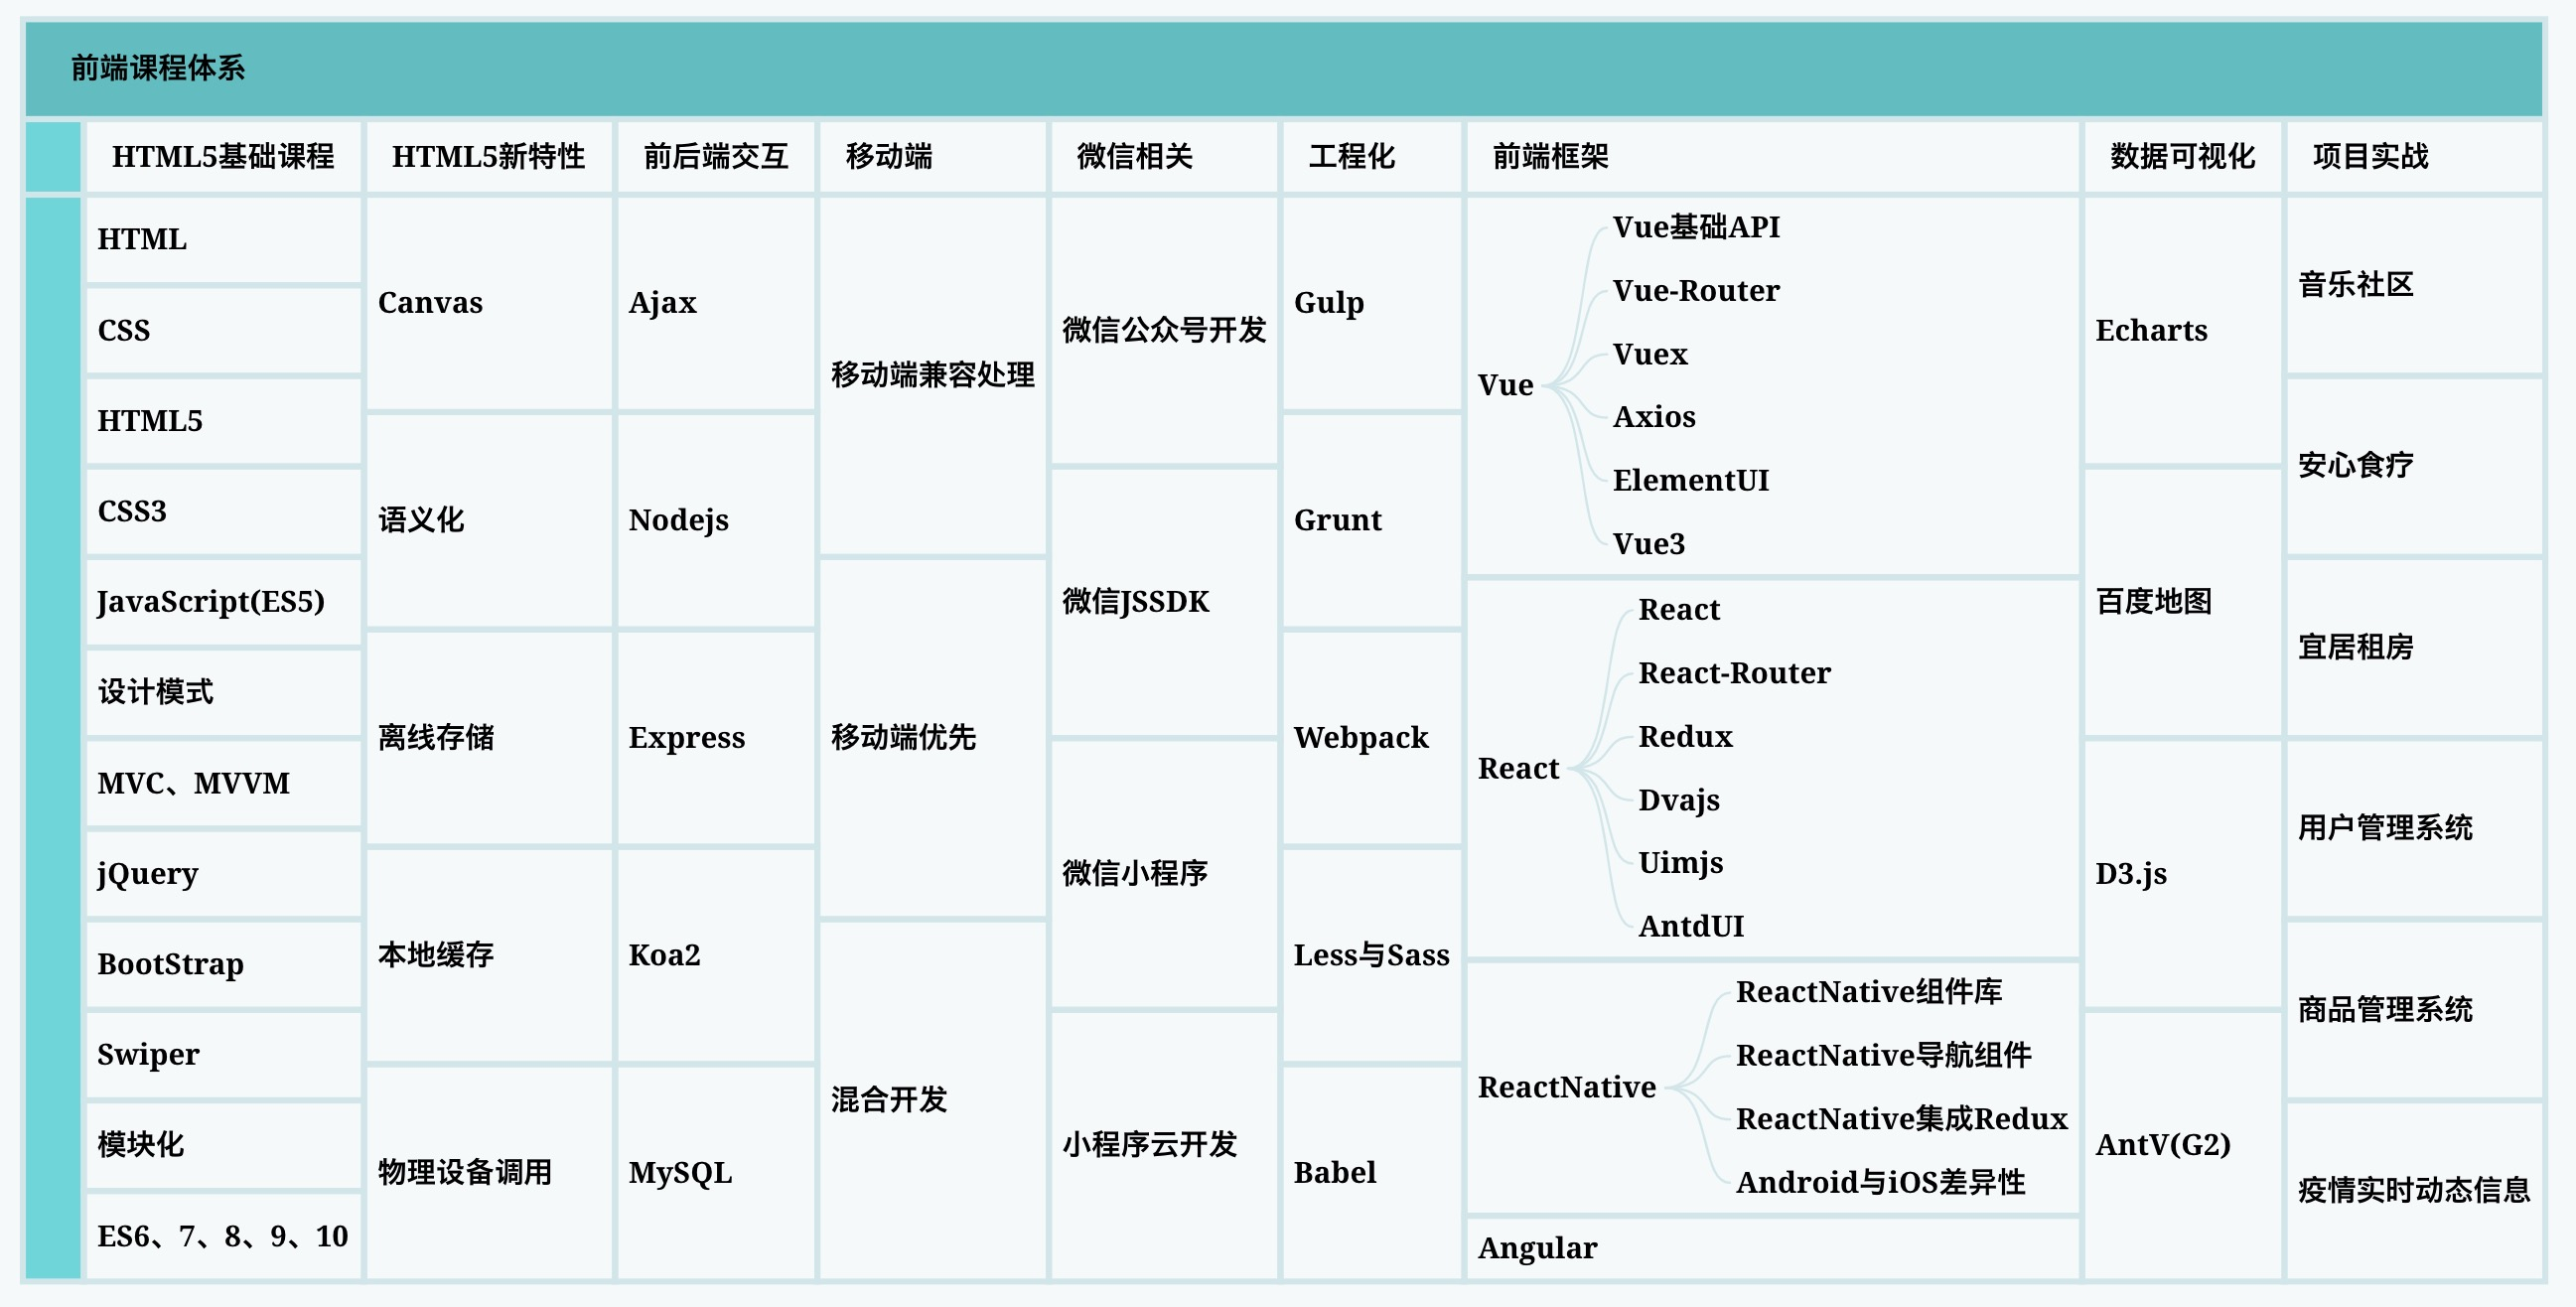 前端课程体系
HTML5基础课程
HTML5新特性
前后端交互
移动端
微信相关
工程化
前端框架
数据可视化
项目实战
HTML
CSS
HTML5
CSS3
JavaScript(ES5)
设计模式
MVC、MVVM
jQuery
BootStrap
Swiper
模块化
ES6、7、8、9、10
Canvas
语义化
离线存储
本地缓存
物理设备调用
Ajax
Nodejs
Express
Koa2
MySQL
移动端兼容处理
移动端优先
混合开发
微信公众号开发
微信JSSDK
微信小程序
小程序云开发
Gulp
Grunt
Webpack
Less与Sass
Babel
Vue
Vue基础API
Vue-Router
Vuex
Axios
ElementUI
Vue3
React
React
React-Router
Redux
Dvajs
Uimjs
AntdUI
ReactNative
ReactNative组件库
ReactNative导航组件
ReactNative集成Redux
Android与iOS差异性
Angular
Echarts
百度地图
D3.js
AntV(G2)
音乐社区
安心食疗
宜居租房
用户管理系统
商品管理系统
疫情实时动态信息